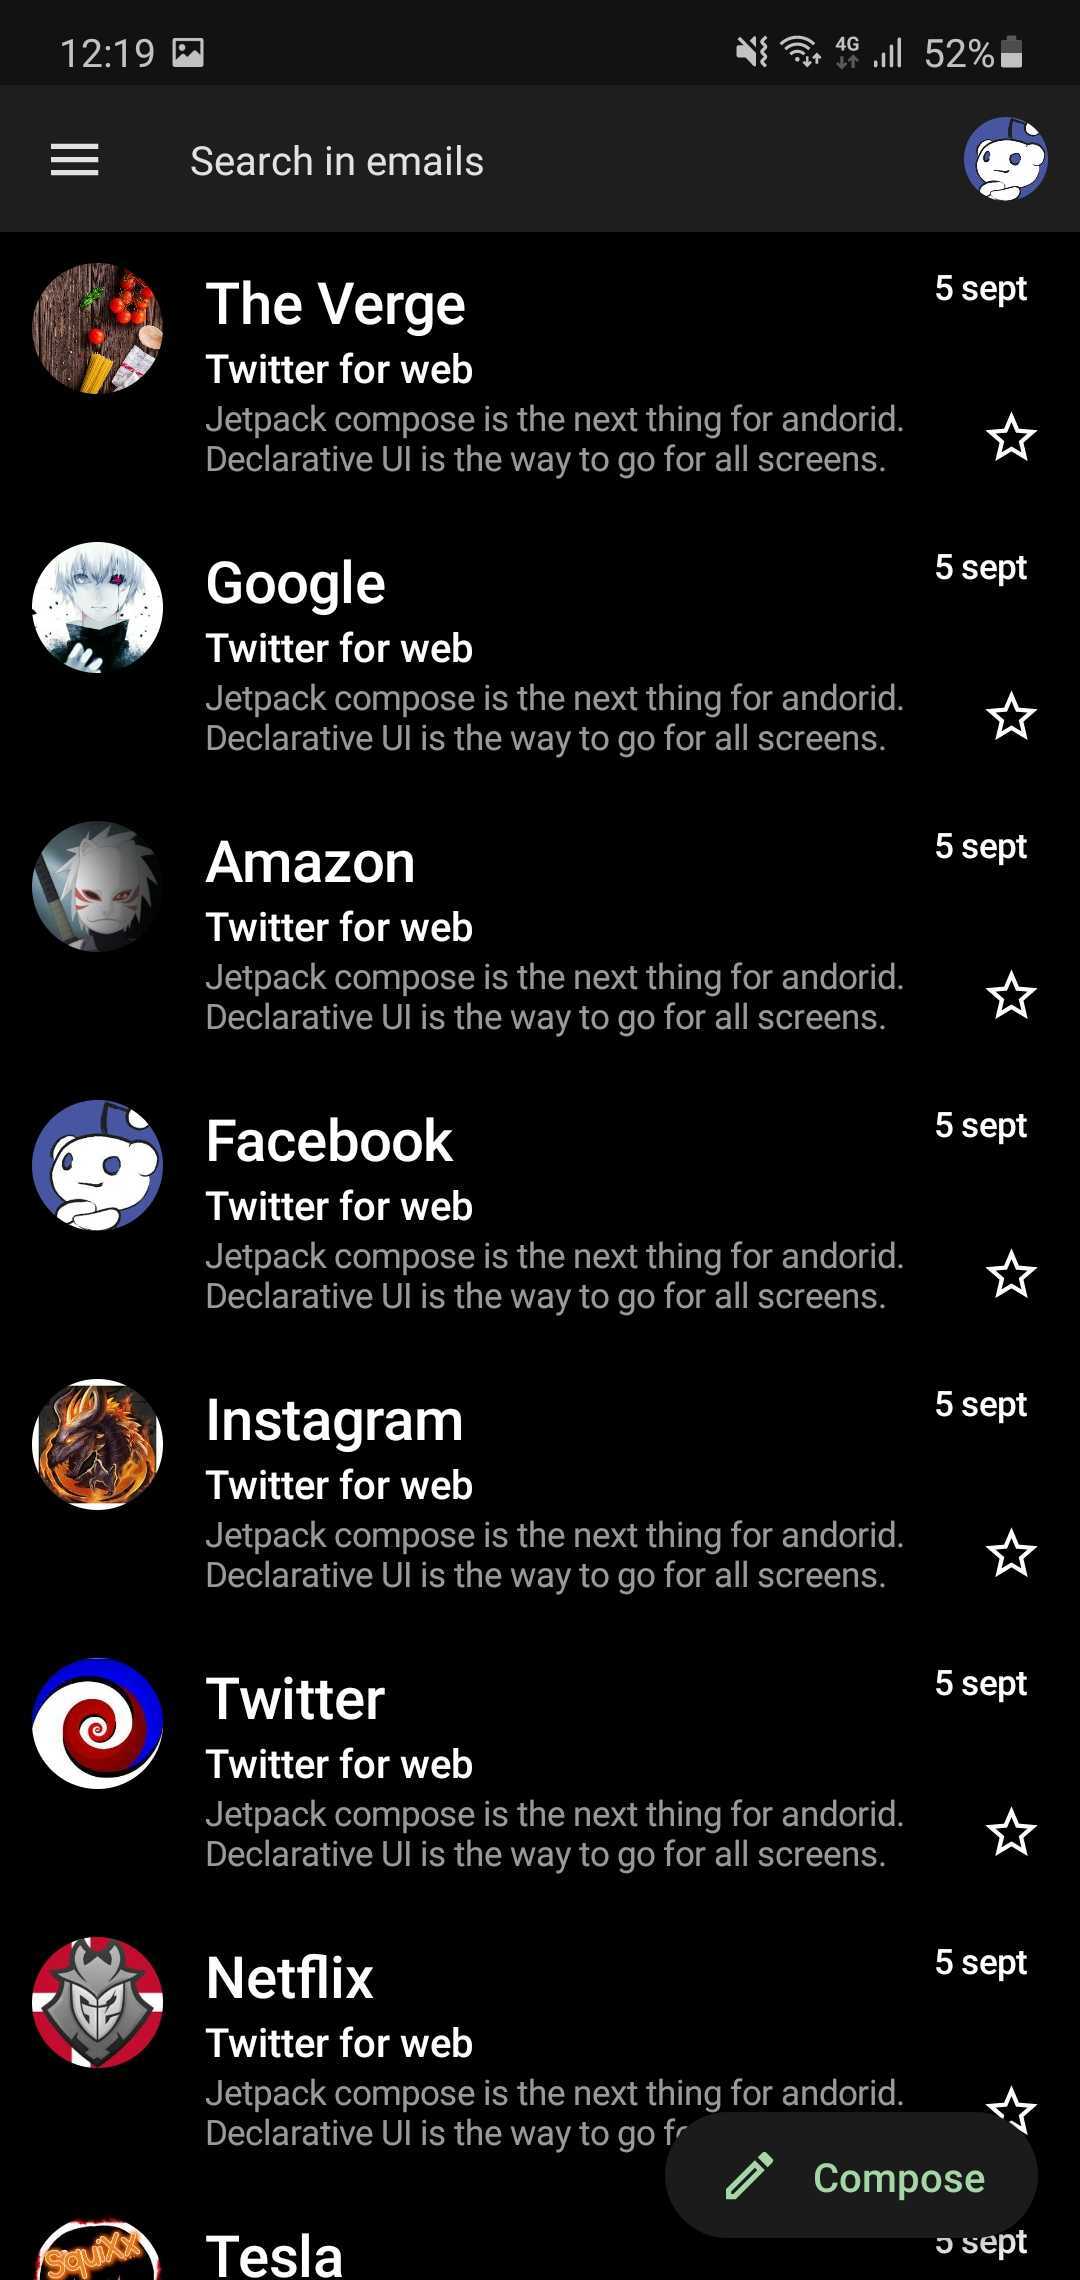 12:19
4G
52%
Search in emails
The Verge
5 sept
Twitter for web
Jetpack compose is the next thing for andorid.
Declarative UI is the way to go for all screens.
Google
5 sept
Twitter for web
Jetpack compose is the next thing for andorid.
Declarative UI is the way to go for all screens.
Amazon
5 sept
Twitter for web
Jetpack compose is the next thing for andorid.
Declarative UI is the way to go for all screens.
Facebook
5 sept
Twitter for web
Jetpack compose is the next thing for andorid.
Declarative UI is the way to go for all screens.
Instagram
5 sept
Twitter for web
Jetpack compose is the next thing for andorid.
Declarative UI is the way to go for all screens.
Twitter
5 sept
Twitter for web
Jetpack compose is the next thing for andorid.
Declarative UI is the way to go for all screens.
Netflix
5 sept
G2
Twitter for web
Jetpack compose is the next thing for andorid.
Declarative UI is the way to go
Compose
SquiXx
Tesla
5 sept